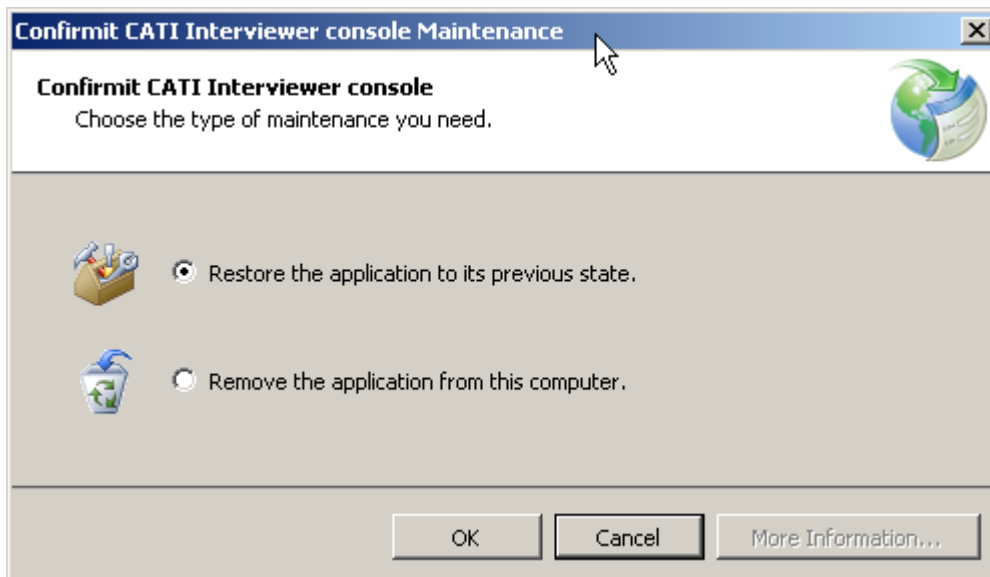 Confirmit CATI Interviewer console Maintenance
Confirmit CATI Interviewer console
Choose the type of maintenance you need.
Restore the application to its previous state.
Remove the application from this computer.
OK
Cancel
More Information...